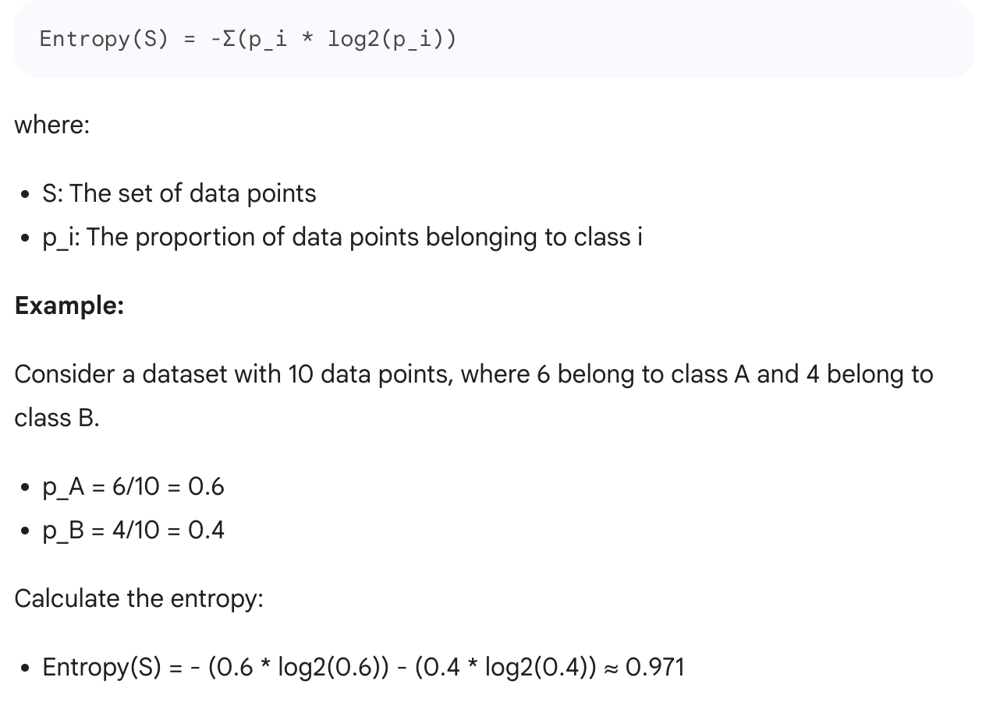 Entropy(S) = -Σ(p_i * log2(p_i))
where:
• S: The set of data points
• p_i: The proportion of data points belonging to class i
Example:
Consider a dataset with 10 data points, where 6 belong to class A and 4 belong to
class B.
• p_A = 6/10 = 0.6
• p_B = 4/10 = 0.4
Calculate the entropy:
• Entropy(S) = - (0.6 * log2(0.6)) - (0.4 * log2(0.4)) ≈ 0.971